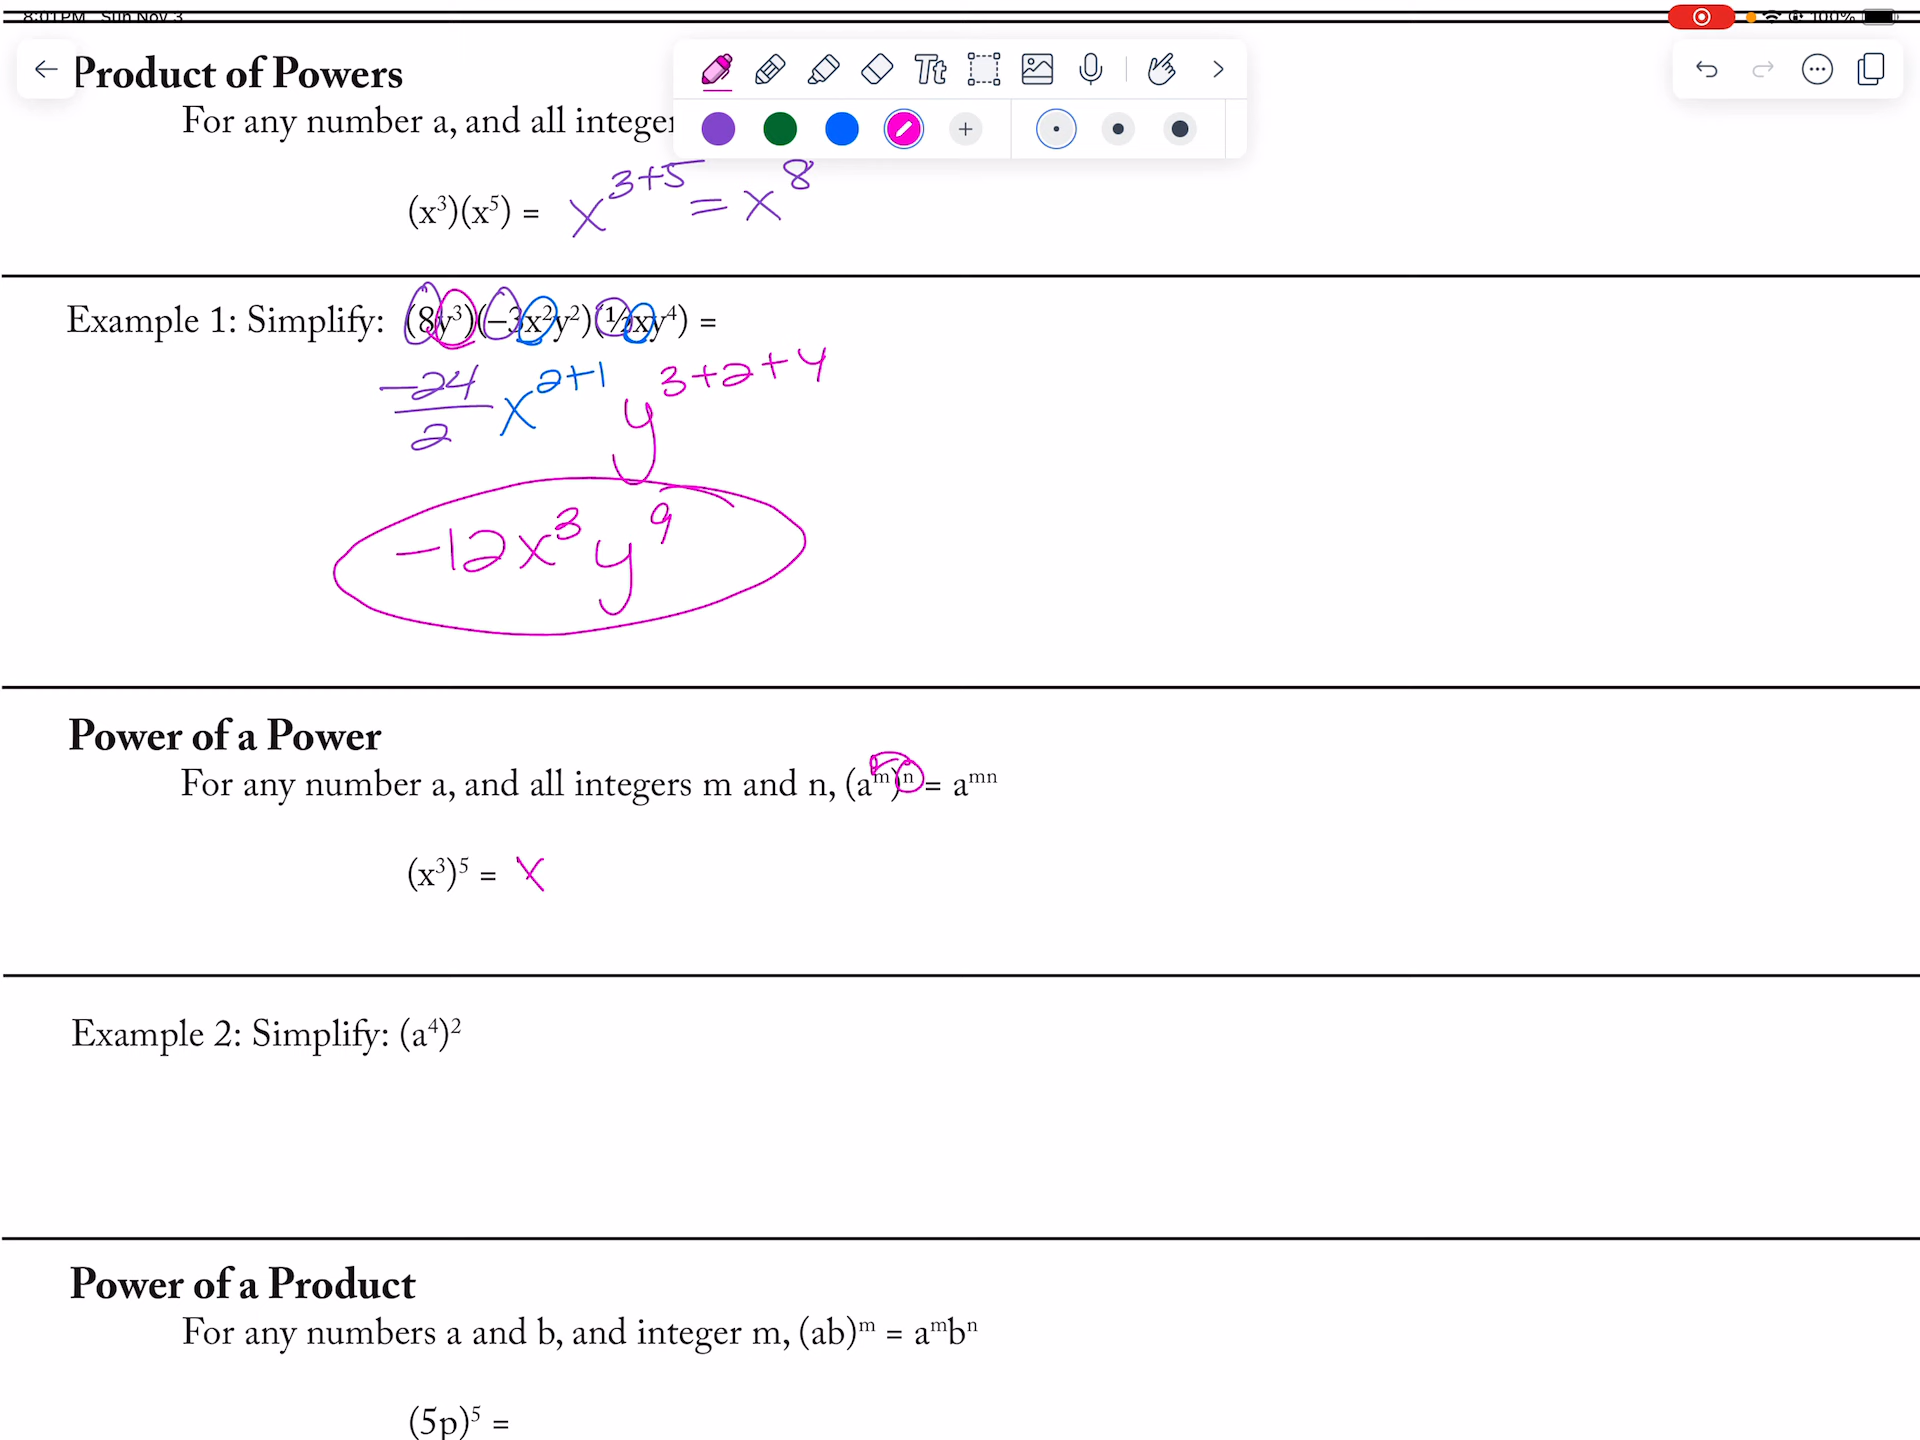 Product of Powers
For any number a, and all
(x³)(x⁵) = x³⁺⁵ = x⁸
Example 1: Simplify: (8y³)(−3x²y²)(½xy⁴) =
−24/2 x²⁺¹ y³⁺²⁺⁴
−12x³y⁹
Power of a Power
For any number a, and all integers m and n, (aᵐ)ⁿ = aᵐⁿ
(x³)⁵ = x
Example 2: Simplify: (a⁴)²
Power of a Product
For any numbers a and b, and integer m, (ab)ᵐ = aᵐbⁿ
(5p)⁵ =